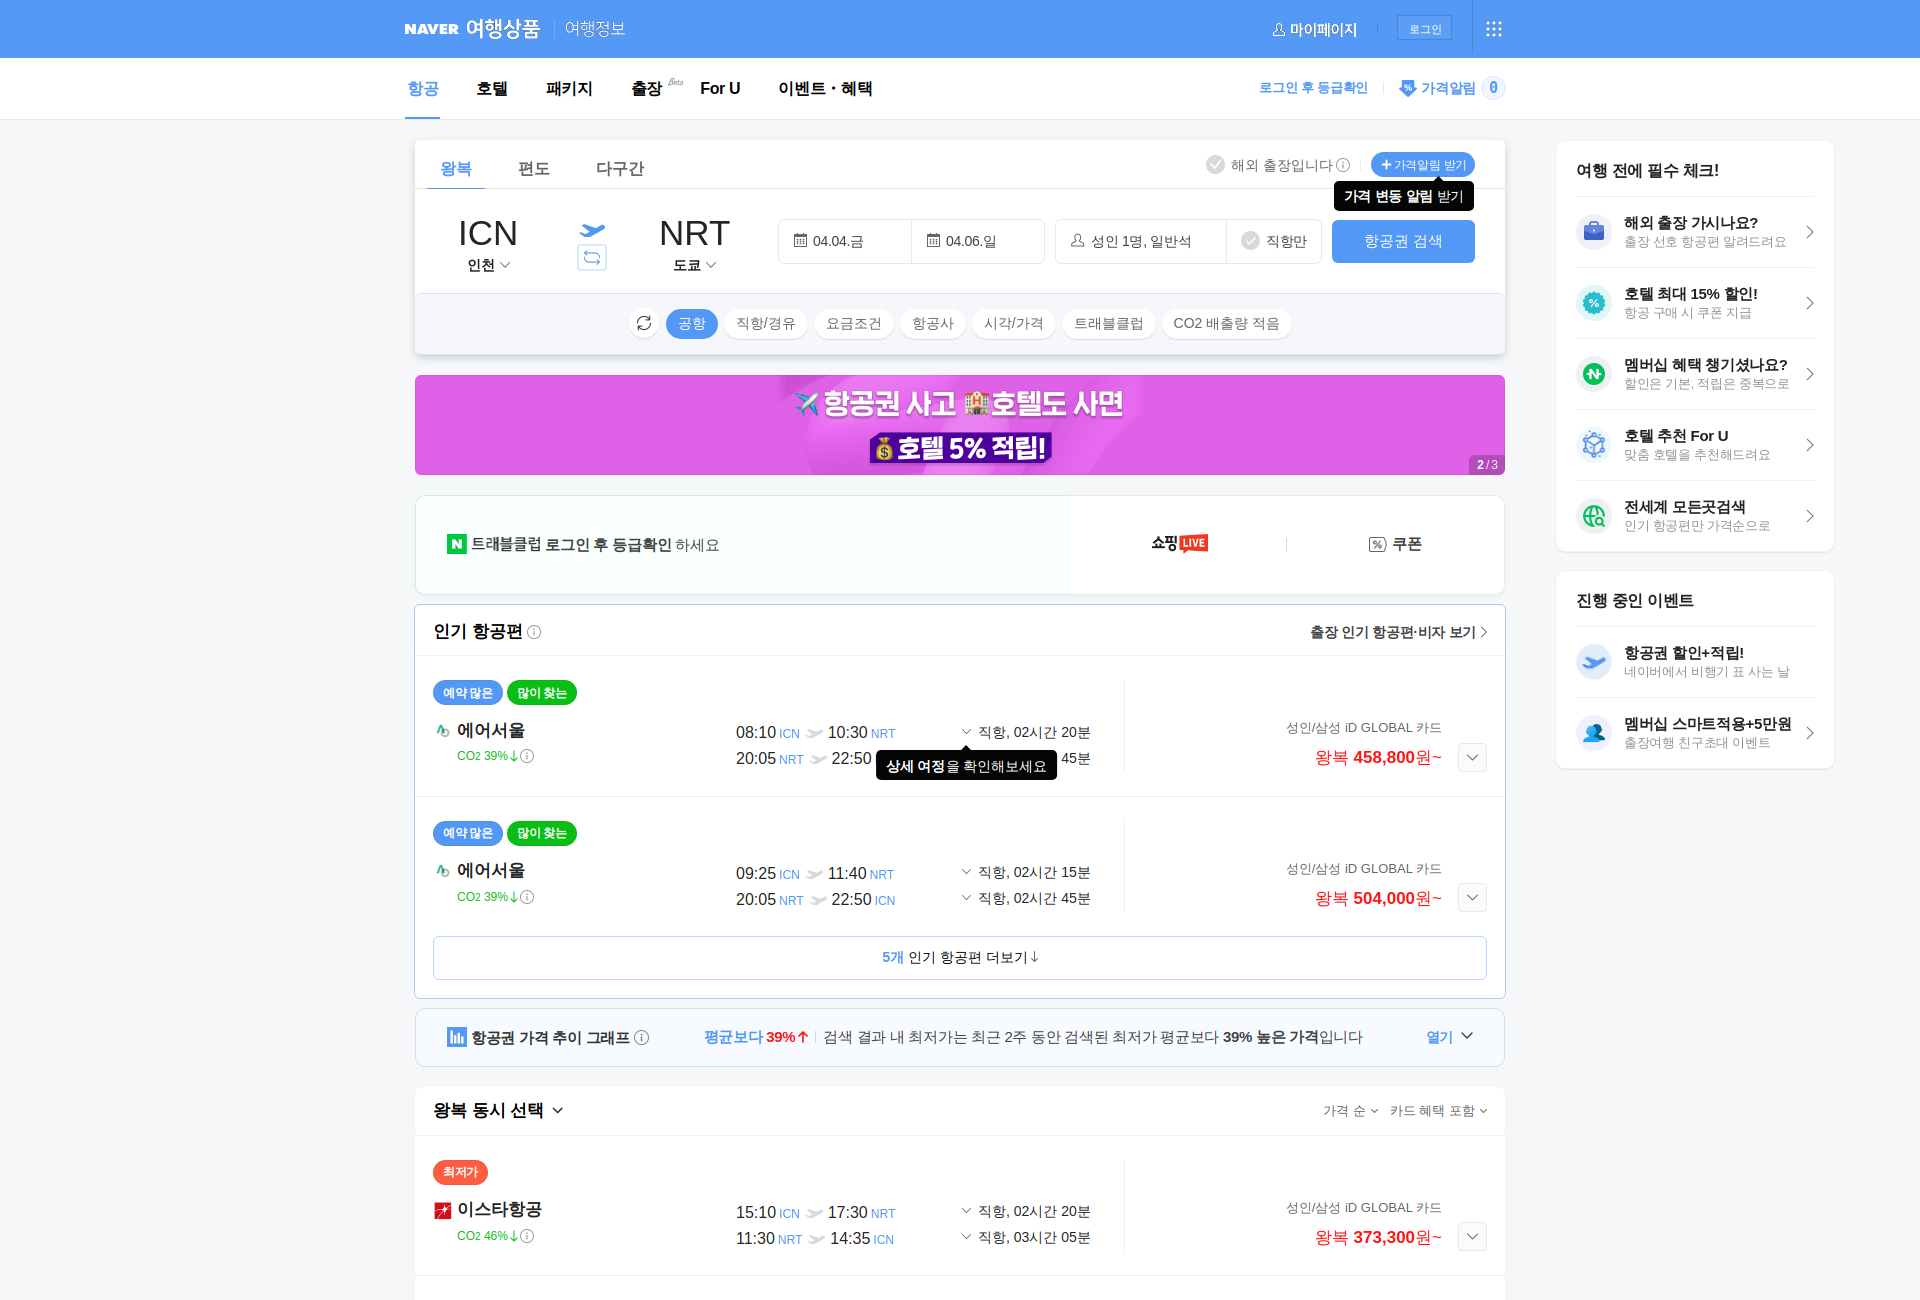 NAVER 여행상품 여행정보 마이페이지 로그인
항공 호텔 패키지 출장 Beta For U 이벤트・혜택 로그인 후 등급확인 가격알림 0
왕복 편도 다구간 해외 출장입니다 가격알림 받기
가격 변동 알림 받기
ICN NRT 04.04.금 04.06.일 성인 1명, 일반석 직항만 항공권 검색
인천 도쿄
공항 직항/경유 요금조건 항공사 시각/가격 트래블클럽 CO2 배출량 적음
항공권 사고 호텔도 사면
호텔 5% 적립!
2 / 3
N 트래블클럽 로그인 후 등급확인 하세요 쇼핑LIVE 쿠폰
인기 항공편 출장 인기 항공편·비자 보기
예약 많은 많이 찾는
에어서울 08:10 ICN 10:30 NRT 직항, 02시간 20분 성인/삼성 iD GLOBAL 카드
CO2 39%↓ 20:05 NRT 22:50 45분 왕복 458,800원~
상세 여정을 확인해보세요
예약 많은 많이 찾는
에어서울 09:25 ICN 11:40 NRT 직항, 02시간 15분 성인/삼성 iD GLOBAL 카드
CO2 39%↓ 20:05 NRT 22:50 ICN 직항, 02시간 45분 왕복 504,000원~
5개 인기 항공편 더보기↓
항공권 가격 추이 그래프 평균보다 39%↑ 검색 결과 내 최저가는 최근 2주 동안 검색된 최저가 평균보다 39% 높은 가격입니다 열기
왕복 동시 선택 가격 순 카드 혜택 포함
최저가
이스타항공 15:10 ICN 17:30 NRT 직항, 02시간 20분 성인/삼성 iD GLOBAL 카드
CO2 46%↓ 11:30 NRT 14:35 ICN 직항, 03시간 05분 왕복 373,300원~
여행 전에 필수 체크!
해외 출장 가시나요?
출장 선호 항공편 알려드려요
호텔 최대 15% 할인!
항공 구매 시 쿠폰 지급
멤버십 혜택 챙기셨나요?
할인은 기본, 적립은 중복으로
호텔 추천 For U
맞춤 호텔을 추천해드려요
전세계 모든곳검색
인기 항공편만 가격순으로
진행 중인 이벤트
항공권 할인+적립!
네이버에서 비행기 표 사는 날
멤버십 스마트적용+5만원
출장여행 친구초대 이벤트